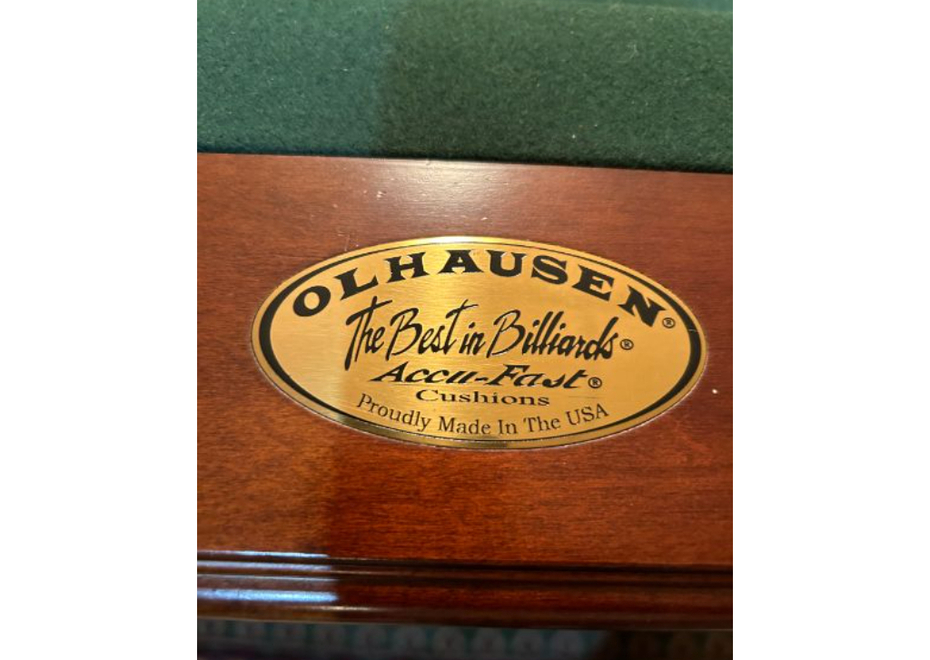 OLHAUSEN®
The Best in Billiards®
Accu-Fast®
Cushions
Proudly Made In The USA